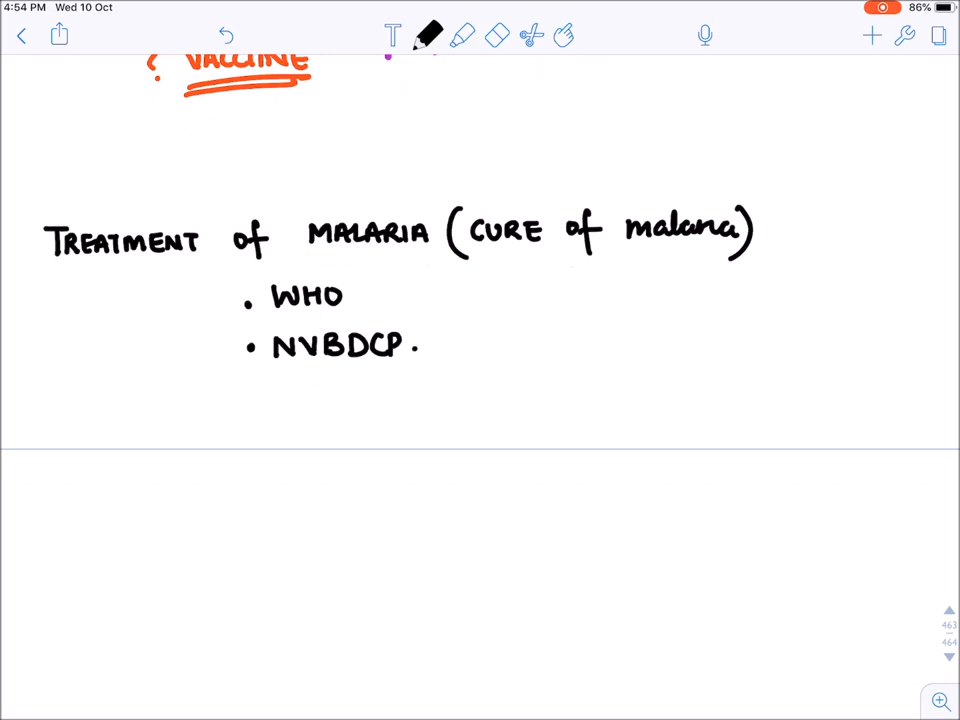 4:54 PM Wed 10 Oct
86%
T
? VACCINE
TREATMENT of MALARIA (CURE of malaria)
• WHO
• NVBDCP.
463
464